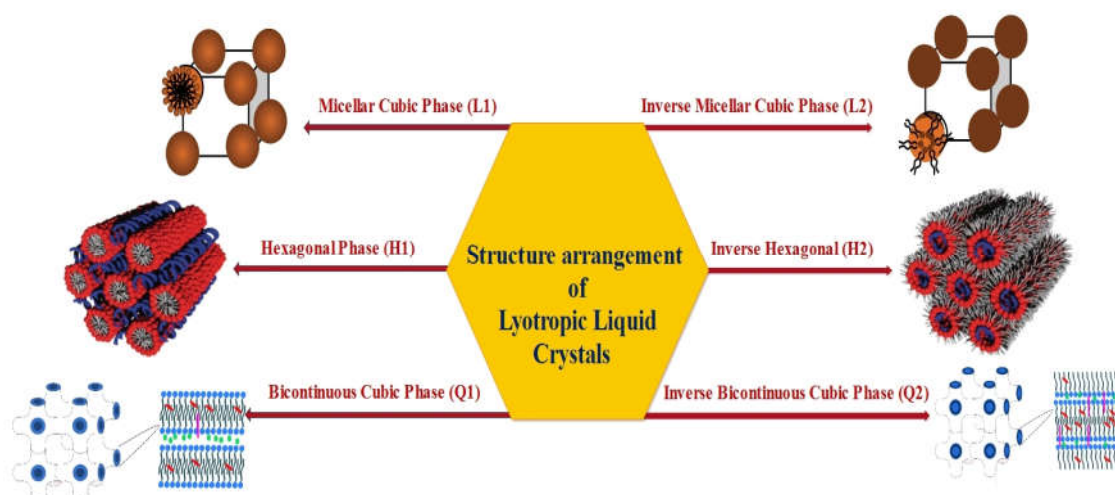 Micellar Cubic Phase (L1)
Inverse Micellar Cubic Phase (L2)
Hexagonal Phase (H1)
Structure arrangement
of
Lyotropic Liquid
Crystals
Inverse Hexagonal (H2)
Bicontinuous Cubic Phase (Q1)
Inverse Bicontinuous Cubic Phase (Q2)